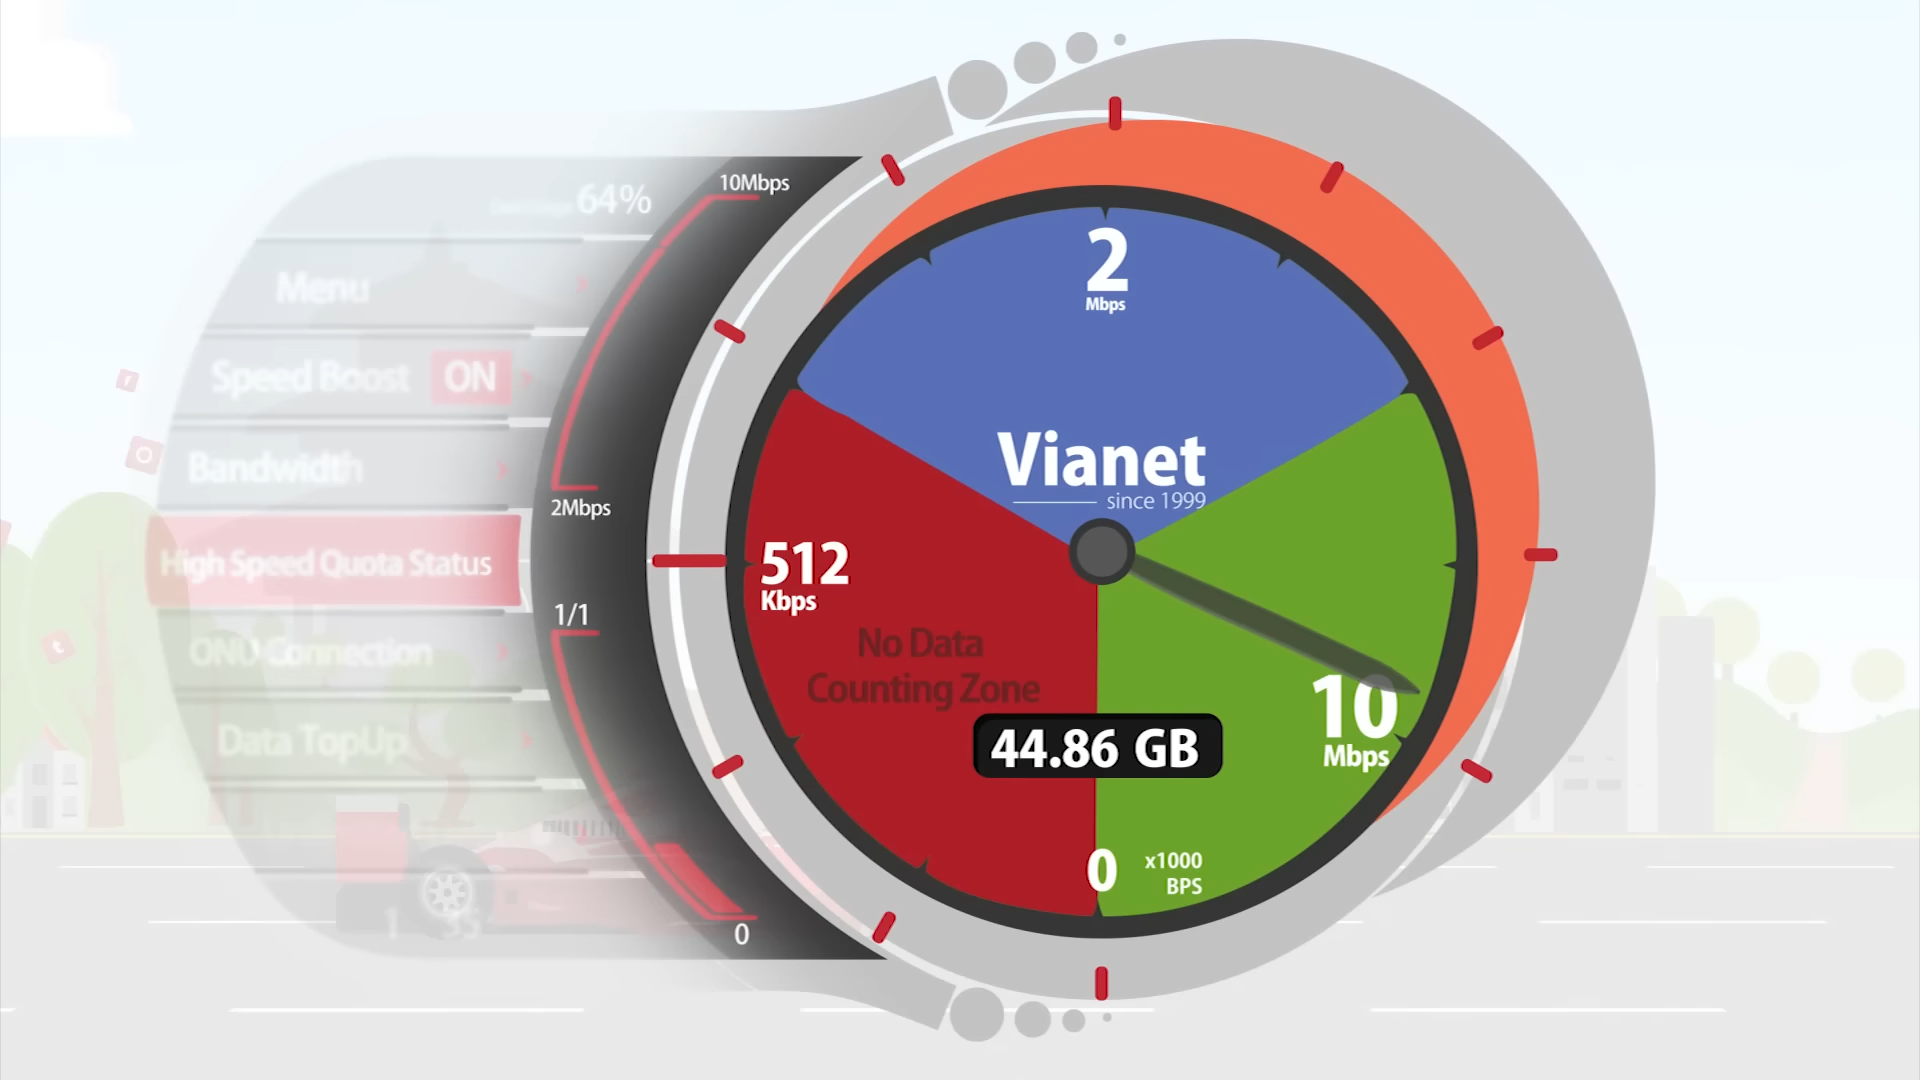 64%
Menu
Speed Boost ON
Bandwidth
High Speed Quota Status
ONU Connection
Data TopUp
10Mbps
2Mbps
1/1
0
2
Mbps
Vianet
since 1999
512
Kbps
No Data
Counting Zone
44.86 GB
10
Mbps
0
x1000
BPS